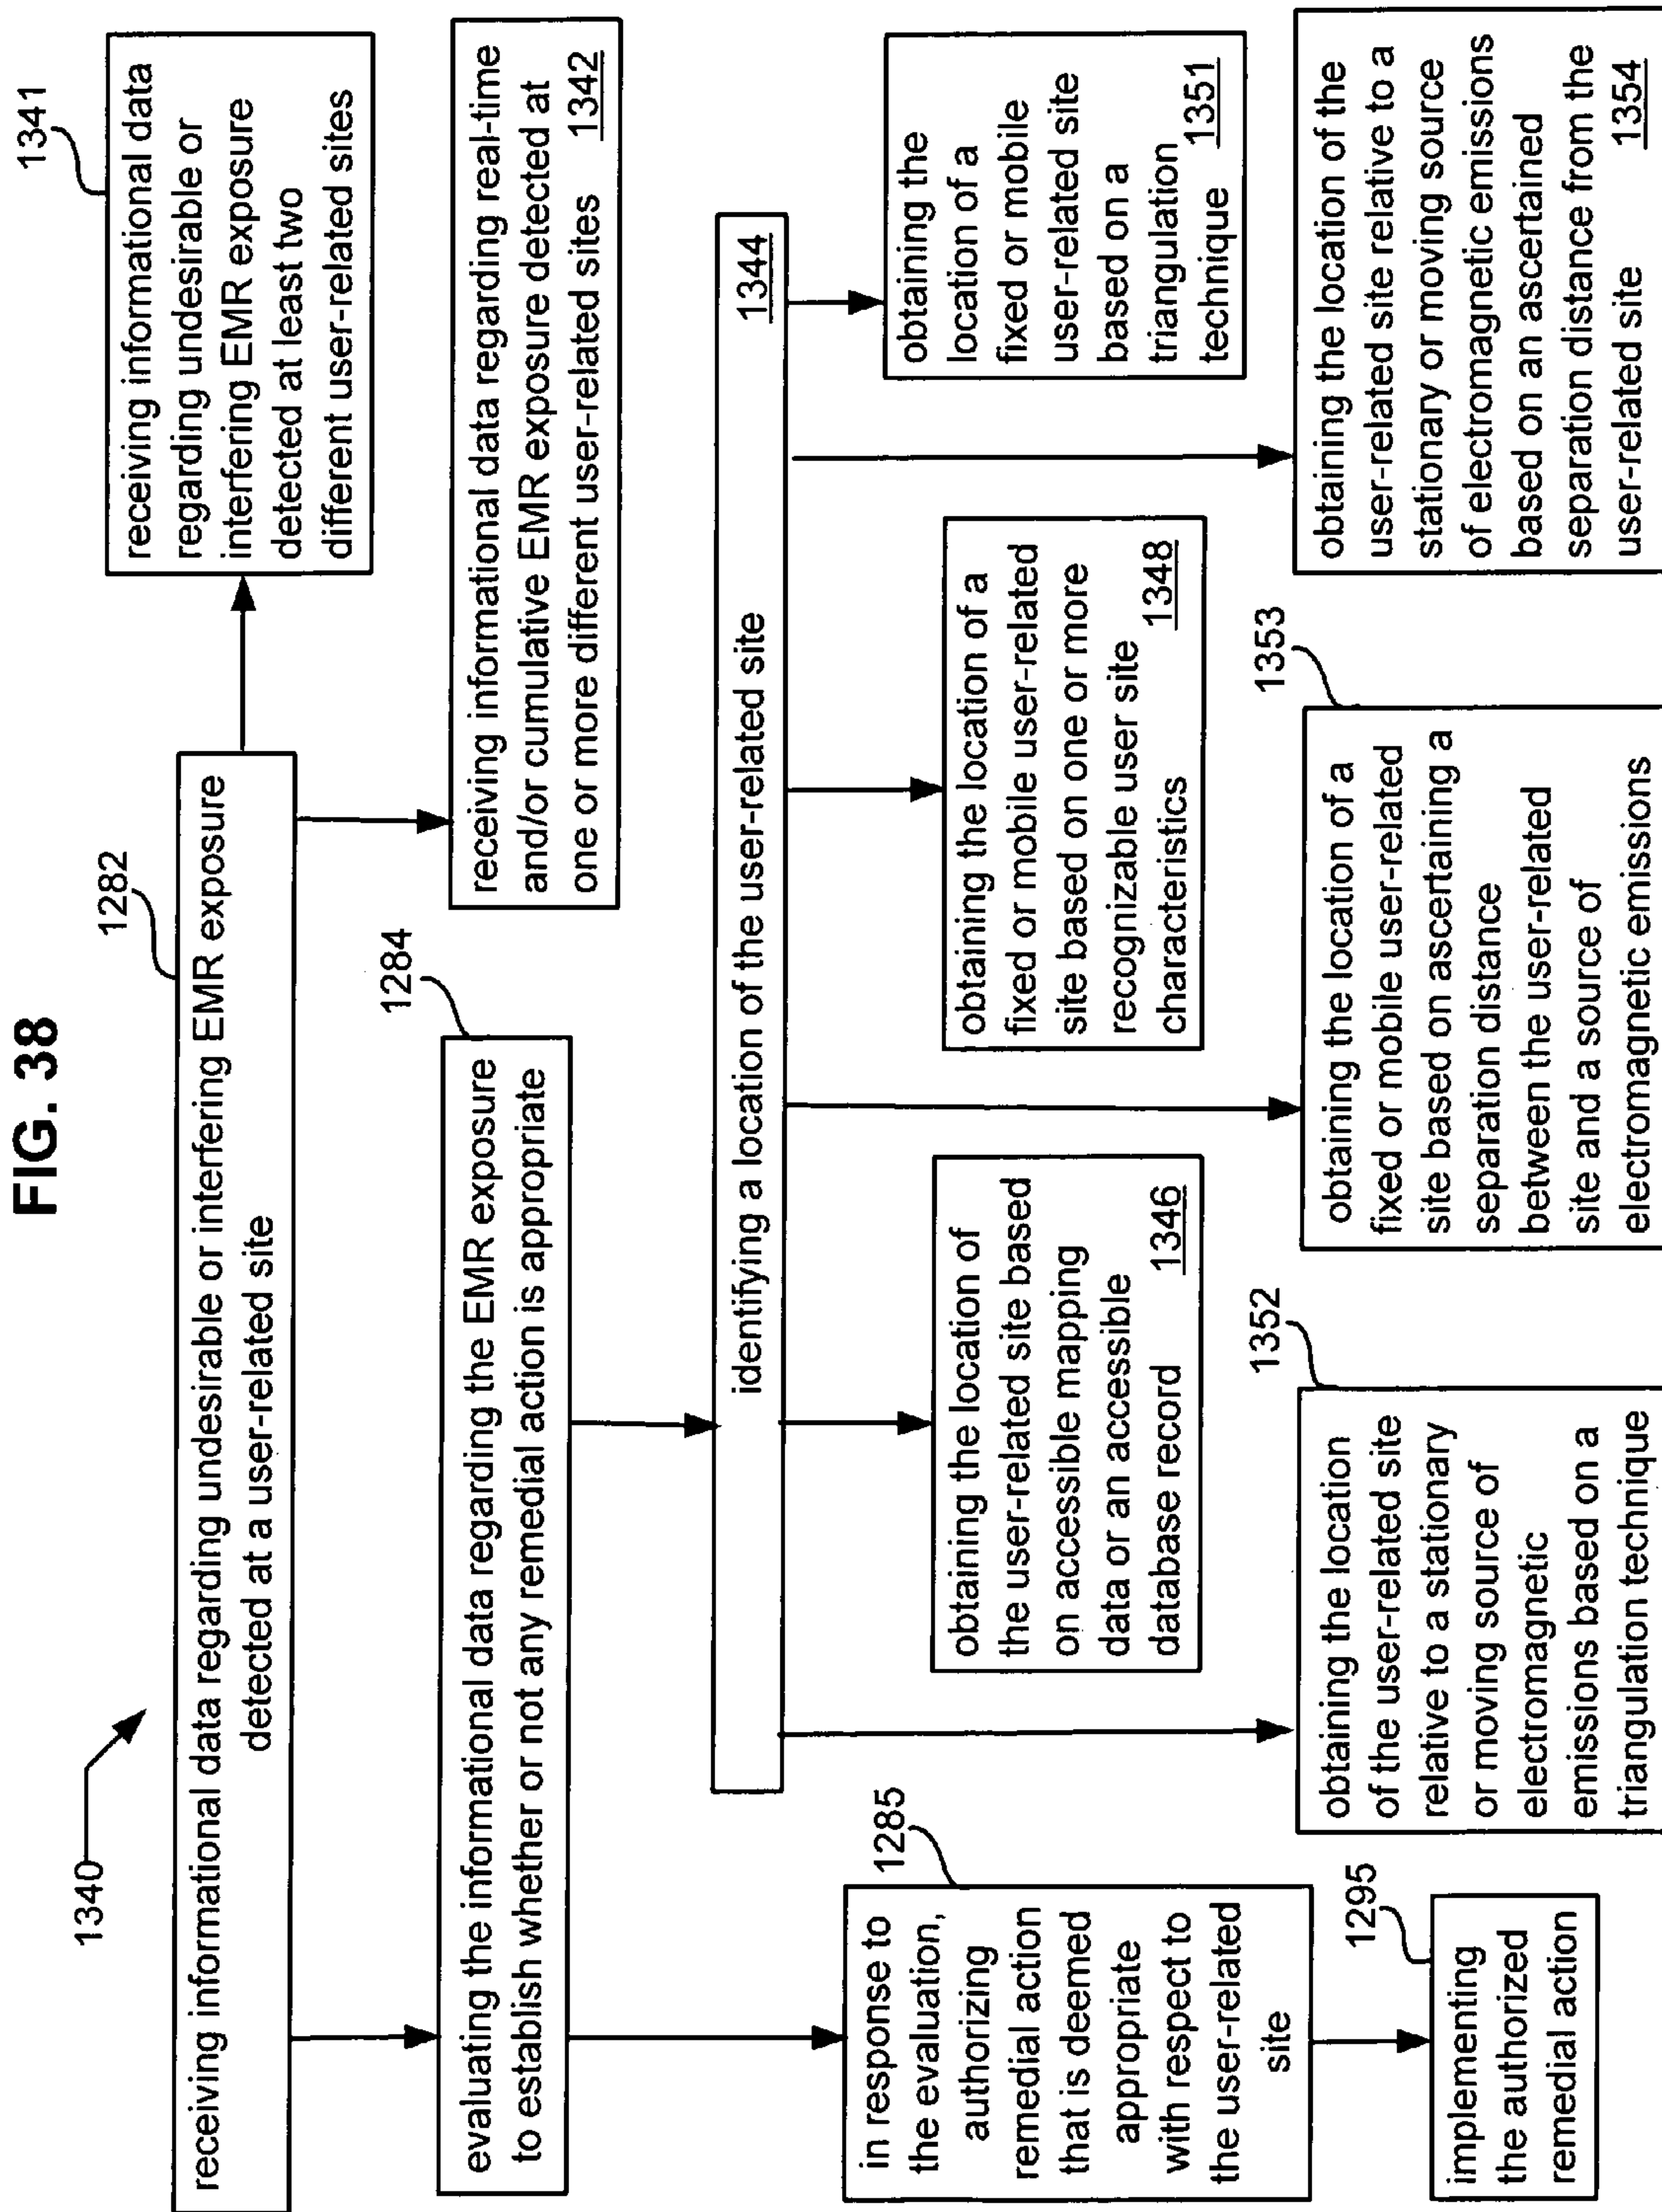 FIG. 38
1340
1282
receiving informational data regarding undesirable or interfering EMR exposure
detected at a user-related site
1341
receiving informational data
regarding undesirable or
interfering EMR exposure
detected at least two
different user-related sites
1284
evaluating the informational data regarding the EMR exposure
to establish whether or not any remedial action is appropriate
receiving informational data regarding real-time
and/or cumulative EMR exposure detected at
one or more different user-related sites 1342
identifying a location of the user-related site 1344
1285
in response to
the evaluation,
authorizing
remedial action
that is deemed
appropriate
with respect to
the user-related
site
obtaining the location of
the user-related site based
on accessible mapping
data or an accessible
database record 1346
obtaining the location of a
fixed or mobile user-related
site based on one or more
recognizable user site
characteristics 1348
obtaining the
location of a
fixed or mobile
user-related site
based on a
triangulation
technique 1351
1295
implementing
the authorized
remedial action
1352
obtaining the location
of the user-related site
relative to a stationary
or moving source of
electromagnetic
emissions based on a
triangulation technique
1353
obtaining the location of a
fixed or mobile user-related
site based on ascertaining a
separation distance
between the user-related
site and a source of
electromagnetic emissions
obtaining the location of the
user-related site relative to a
stationary or moving source
of electromagnetic emissions
based on an ascertained
separation distance from the
user-related site 1354